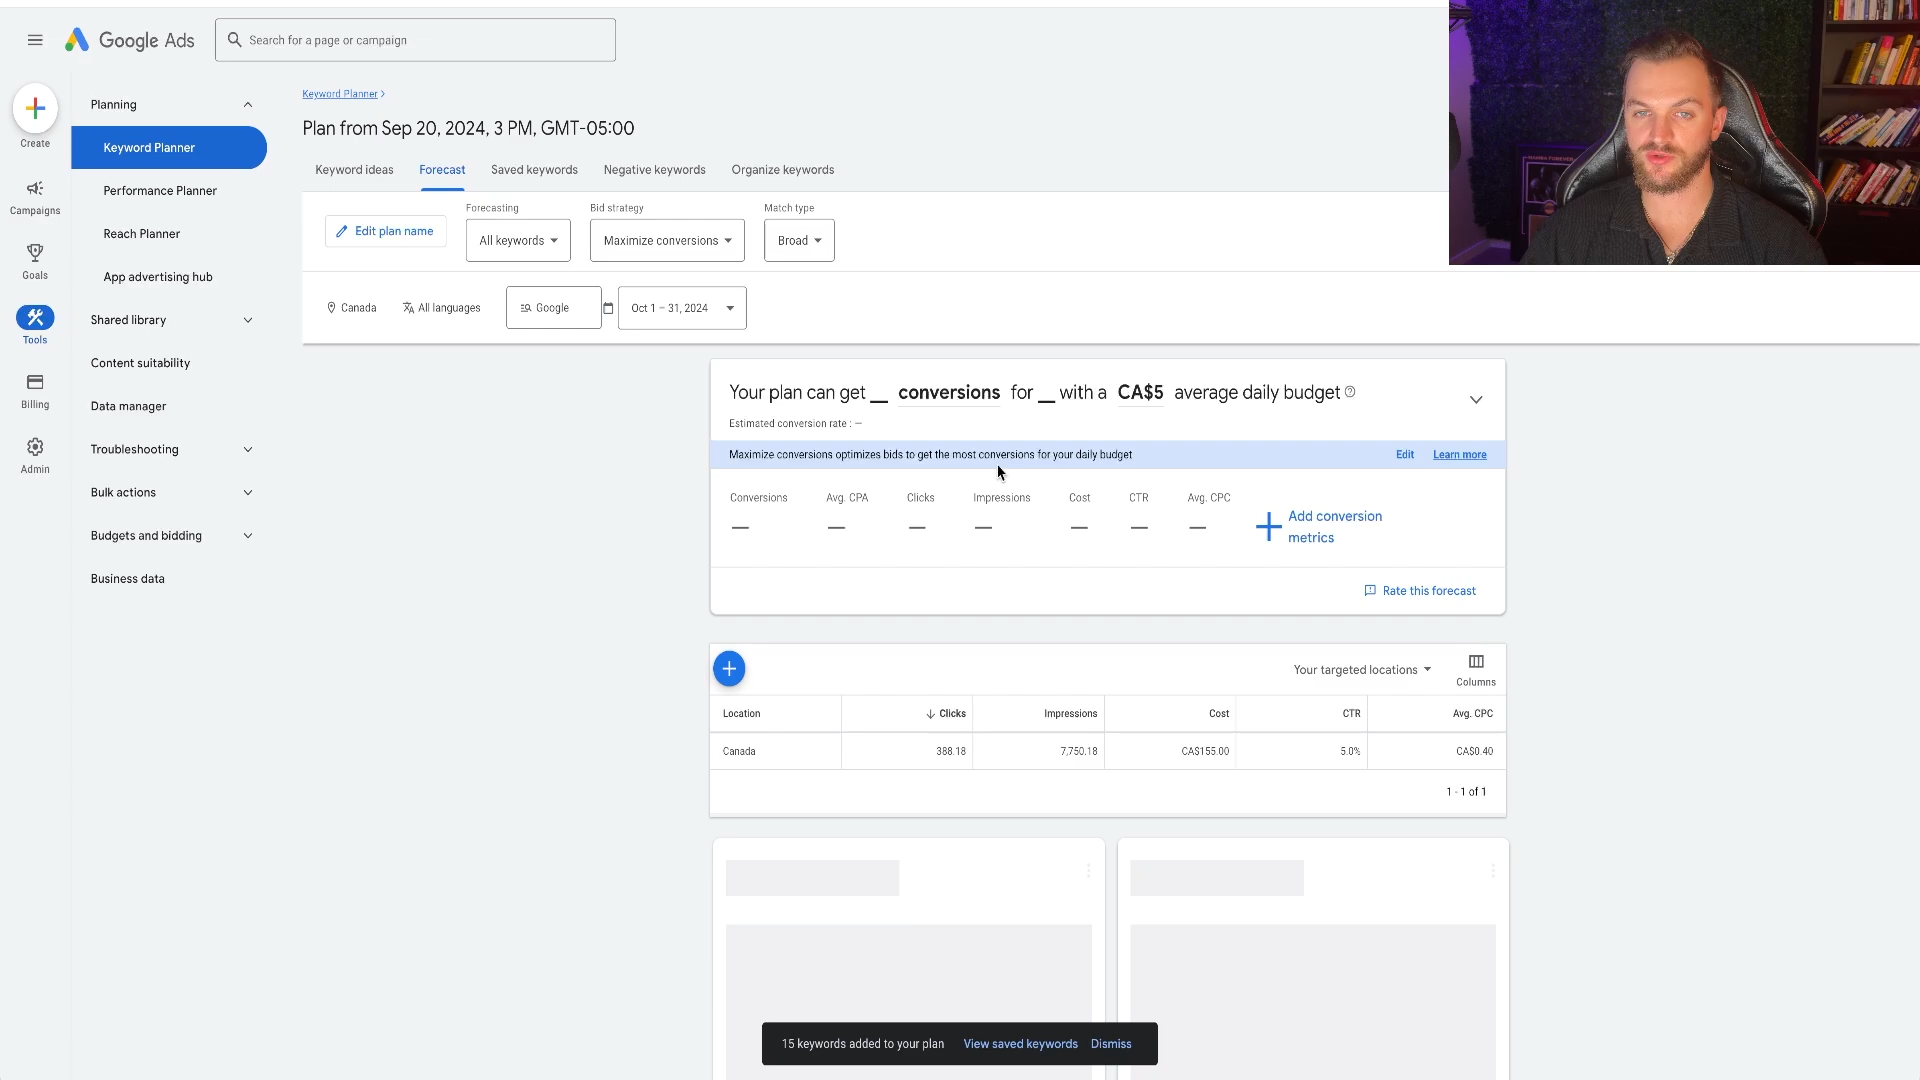 Google Ads
Search for a page or campaign
Create
Campaigns
Goals
Tools
Billing
Admin
Planning
Keyword Planner
Performance Planner
Reach Planner
App advertising hub
Shared library
Content suitability
Data manager
Troubleshooting
Bulk actions
Budgets and bidding
Business data
Keyword Planner >
Plan from Sep 20, 2024, 3 PM, GMT-05:00
Keyword ideas Forecast Saved keywords Negative keywords Organize keywords
Edit plan name
Forecasting
All keywords
Bid strategy
Maximize conversions
Match type
Broad
Canada All languages Google Oct 1 – 31, 2024
Your plan can get __ conversions for __ with a CA$5 average daily budget
Estimated conversion rate : —
Maximize conversions optimizes bids to get the most conversions for your daily budget Edit Learn more
Conversions Avg. CPA Clicks Impressions Cost CTR Avg. CPC
— — — — — — —
Add conversion
metrics
Rate this forecast
Your targeted locations
Columns
Location Clicks Impressions Cost CTR Avg. CPC
Canada 388.18 7,750.18 CA$155.00 5.0% CA$0.40
1 - 1 of 1
15 keywords added to your plan View saved keywords Dismiss